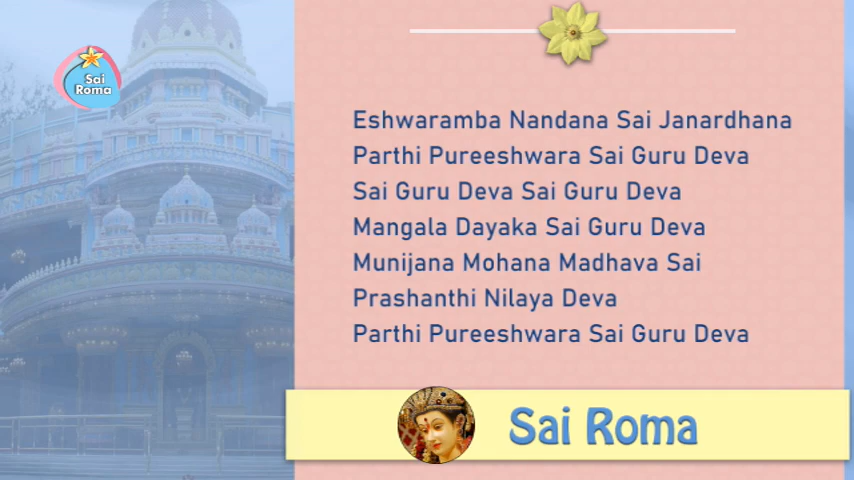 Sai
Roma
Eshwaramba Nandana Sai Janardhana
Parthi Pureeshwara Sai Guru Deva
Sai Guru Deva Sai Guru Deva
Mangala Dayaka Sai Guru Deva
Munijana Mohana Madhava Sai
Prashanthi Nilaya Deva
Parthi Pureeshwara Sai Guru Deva
Sai Roma